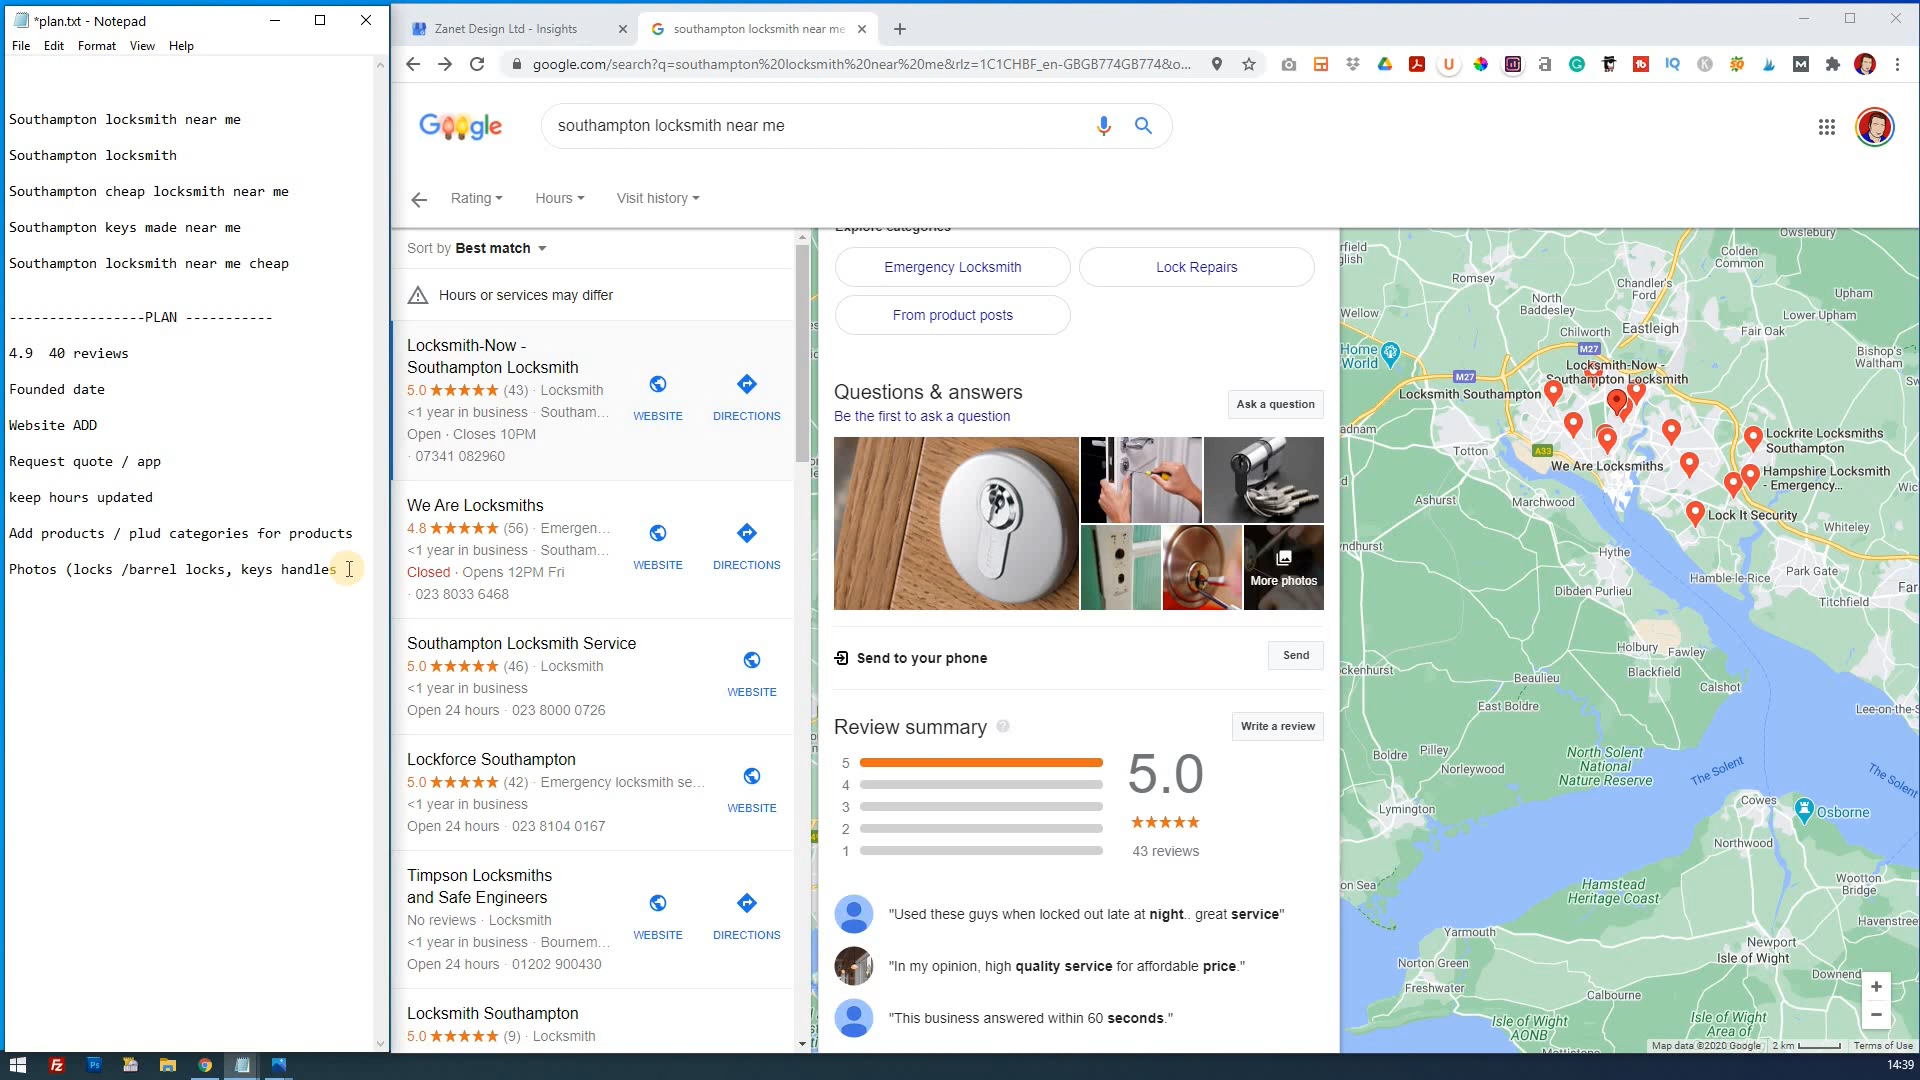 *plan.txt - Notepad
File Edit Format View Help
Southampton locksmith near me
Southampton locksmith
Southampton cheap locksmith near me
Southampton keys made near me
Southampton locksmith near me cheap
-----------------PLAN -----------
4.9  40 reviews
Founded date
Website ADD
Request quote / app
keep hours updated
Add products / plud categories for products
Photos (locks /barrel locks, keys handles
Zanet Design Ltd - Insights
southampton locksmith near me
google.com/search?q=southampton%20locksmith%20near%20me&rlz=1C1CHBF_en-GBGB774GB774&o...
Google
southampton locksmith near me
Rating Hours Visit history
Sort by Best match
Hours or services may differ
Locksmith-Now -
Southampton Locksmith
5.0 (43) · Locksmith
<1 year in business · Southam...
Open · Closes 10PM
· 07341 082960
WEBSITE DIRECTIONS
We Are Locksmiths
4.8 (56) · Emergen...
<1 year in business · Southam...
Closed · Opens 12PM Fri
· 023 8033 6468
WEBSITE DIRECTIONS
Southampton Locksmith Service
5.0 (46) · Locksmith
<1 year in business
Open 24 hours · 023 8000 0726
WEBSITE
Lockforce Southampton
5.0 (42) · Emergency locksmith se...
<1 year in business
Open 24 hours · 023 8104 0167
WEBSITE
Timpson Locksmiths
and Safe Engineers
No reviews · Locksmith
<1 year in business · Bournem...
Open 24 hours · 01202 900430
WEBSITE DIRECTIONS
Locksmith Southampton
5.0 (9) · Locksmith
Explore categories
Emergency Locksmith
Lock Repairs
From product posts
Questions & answers
Be the first to ask a question
Ask a question
More photos
Send to your phone
Send
Review summary
Write a review
5
4
3
2
1
5.0
43 reviews
"Used these guys when locked out late at night.. great service"
"In my opinion, high quality service for affordable price."
"This business answered within 60 seconds."
Owslebury
Romsey
Colden
Common
Chandler's
Ford
Upham
North
Baddesley
Wellow
Lower Upham
Chilworth
Eastleigh
Fair Oak
M27
Home
World
Bishop's
Waltham
Locksmith-Now -
Southampton Locksmith
M27
Locksmith Southampton
Lockrite Locksmiths
Southampton
Totton
A33
We Are Locksmiths
Hampshire Locksmith
- Emergency...
Ashurst
Marchwood
Lock It Security
Whiteley
Hythe
Hamble-le-Rice
Park Gate
Dibden Purlieu
Titchfield
Holbury
Fawley
Blackfield
Beaulieu
Calshot
East Boldre
Lee-on-the-S
Boldre
Pilley
Norleywood
North Solent
National
Nature Reserve
The Solent
The Solent
Lymington
Cowes
Osborne
Northwood
Hamstead
Heritage Coast
Wootton
Bridge
Havenstreet
Yarmouth
Newport
Isle of Wight
Norton Green
Freshwater
Downend
Calbourne
Isle of Wight
AONB
Isle of Wight
Area of
Map data ©2020 Google 2 km Terms of Use
14:39